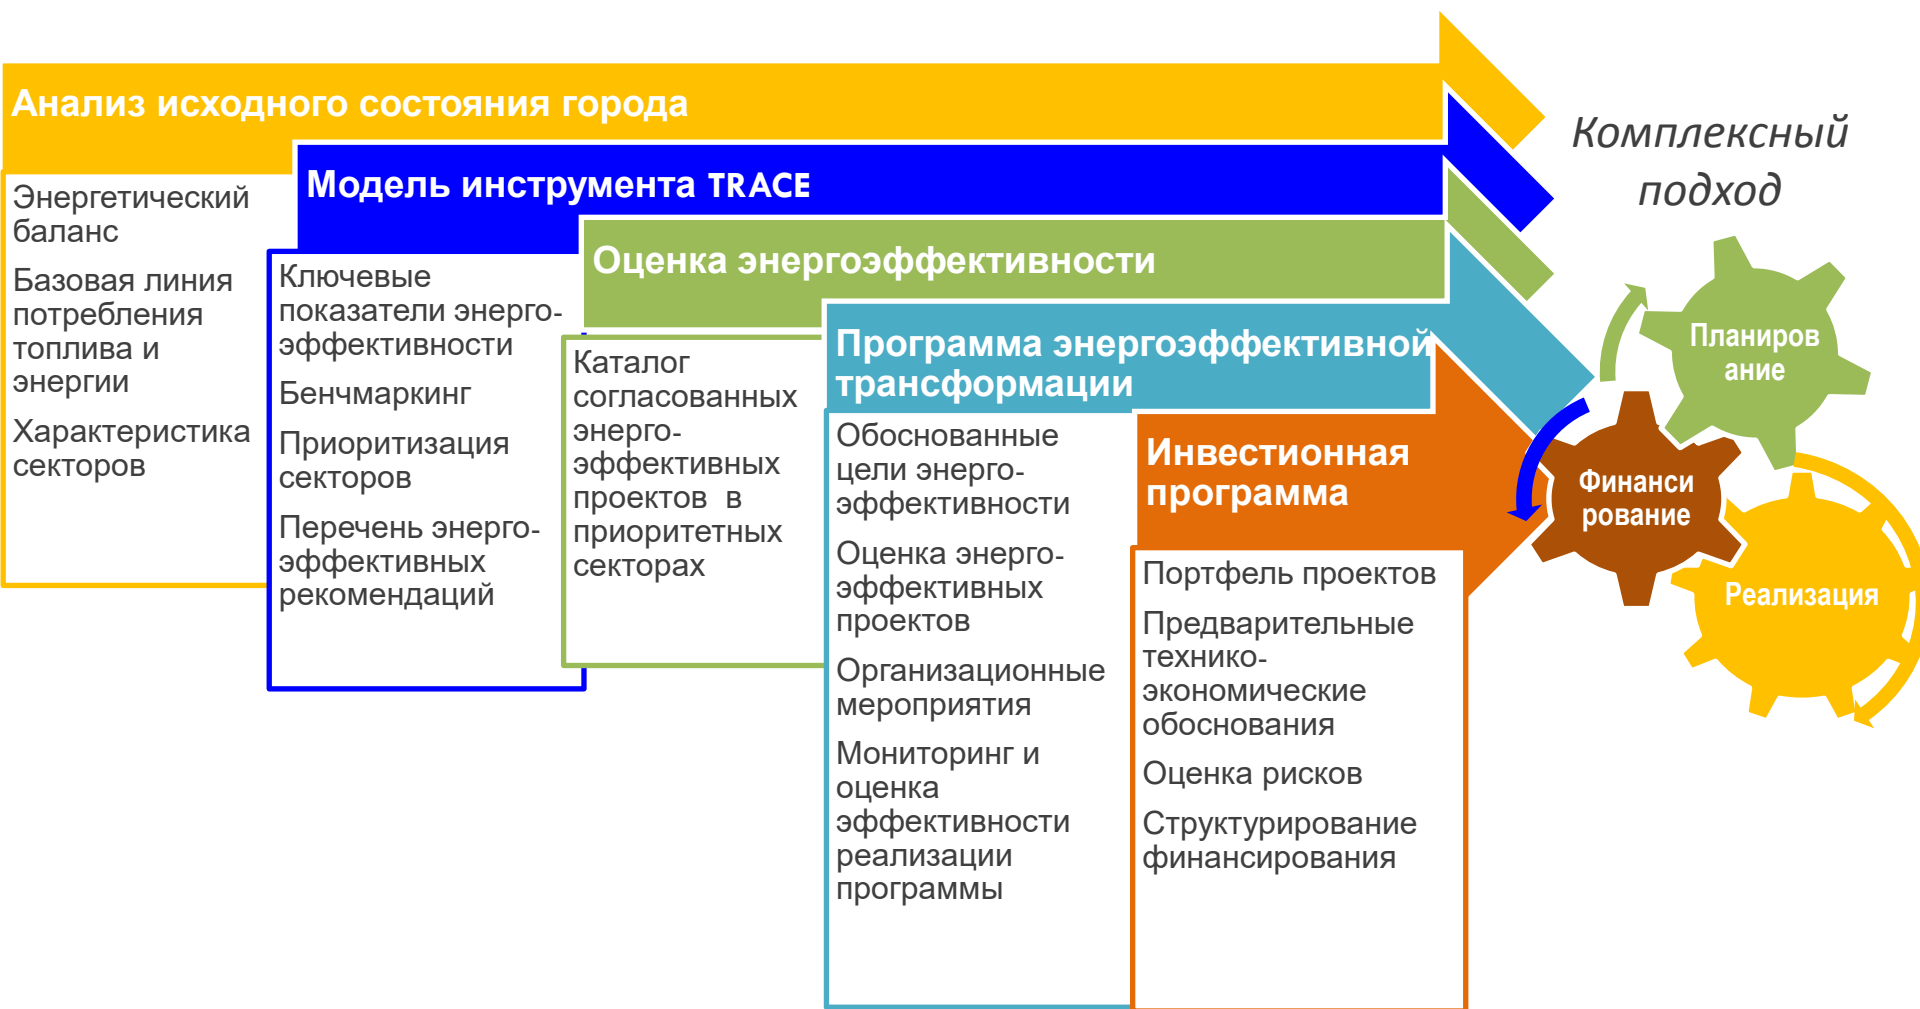 Анализ исходного состояния города
Энергетический
баланс
Базовая линия
потребления
топлива и
энергии
Характеристика
секторов
Модель инструмента TRACE
Ключевые
показатели энерго-
эффективности
Бенчмаркинг
Приоритизация
секторов
Перечень энерго-
эффективных
рекомендаций
Оценка энергоэффективности
Каталог
согласованных
энерго-
эффективных
проектов в
приоритетных
секторах
Программа энергоэффективной
трансформации
Обоснованные
цели энерго-
эффективности
Оценка энерго-
эффективных
проектов
Организационные
мероприятия
Мониторинг и
оценка
эффективности
реализации
программы
Инвестионная
программа
Портфель проектов
Предварительные
технико-
экономические
обоснования
Оценка рисков
Структурирование
финансирования
Комплексный
подход
Планиров
ание
Финанси
рование
Реализация